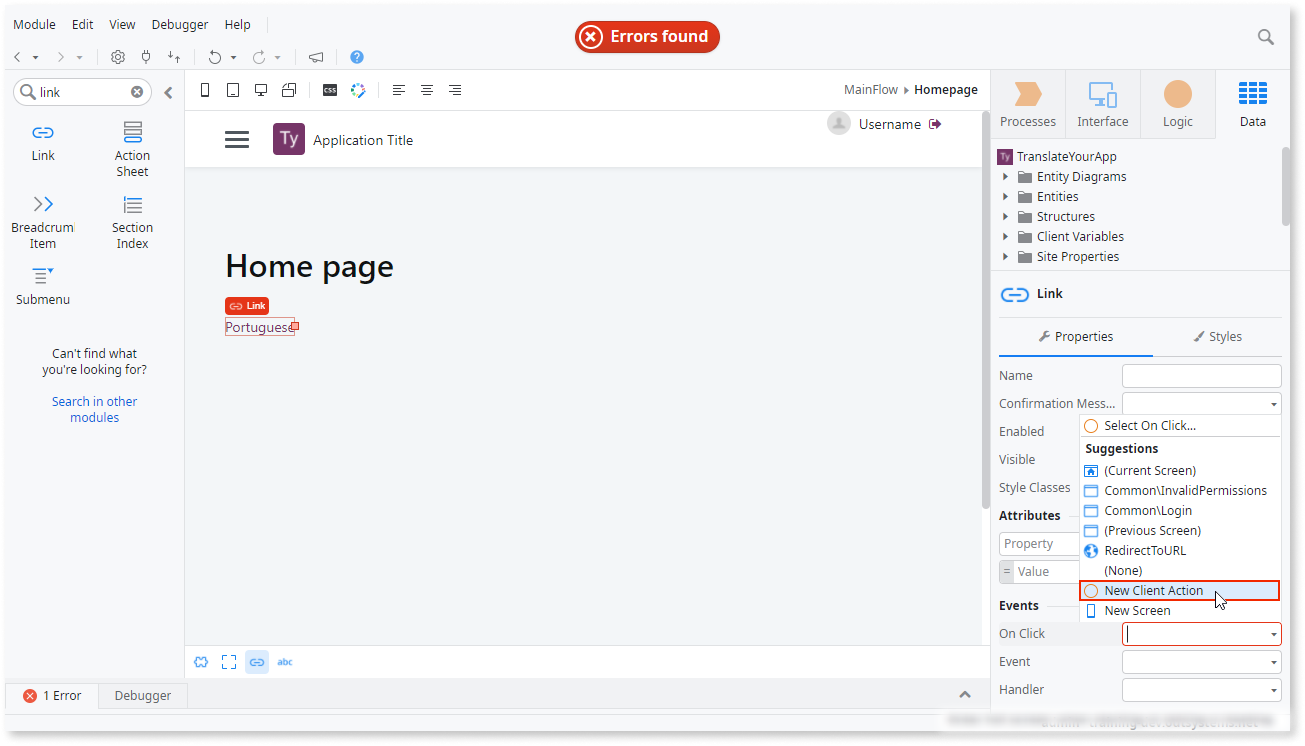 Module Edit View Debugger Help
Errors found
link
Link
Action
Sheet
Breadcrum
Item
Section
Index
Submenu
Can't find what
you're looking for?
Search in other
modules
css
MainFlow Homepage
Ty Application Title
Username
Home page
Link
Portuguese
abc
1 Error Debugger
Processes Interface Logic Data
Ty TranslateYourApp
Entity Diagrams
Entities
Structures
Client Variables
Site Properties
Link
Properties Styles
Name
Confirmation Mess...
Enabled
Visible
Style Classes
Attributes
Property
= Value
Events
On Click
Event
Handler
Select On Click...
Suggestions
(Current Screen)
Common\InvalidPermissions
Common\Login
(Previous Screen)
RedirectToURL
(None)
New Client Action
New Screen